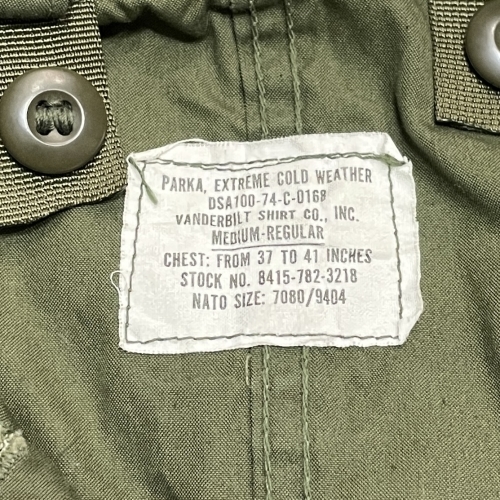 PARKA, EXTREME COLD WEATHER
DSA100-74-C-0168
VANDERBILT SHIRT CO., INC.
MEDIUM-REGULAR
CHEST: FROM 37 TO 41 INCHES
STOCK NO. 8415-782-3218
NATO SIZE: 7080/9404